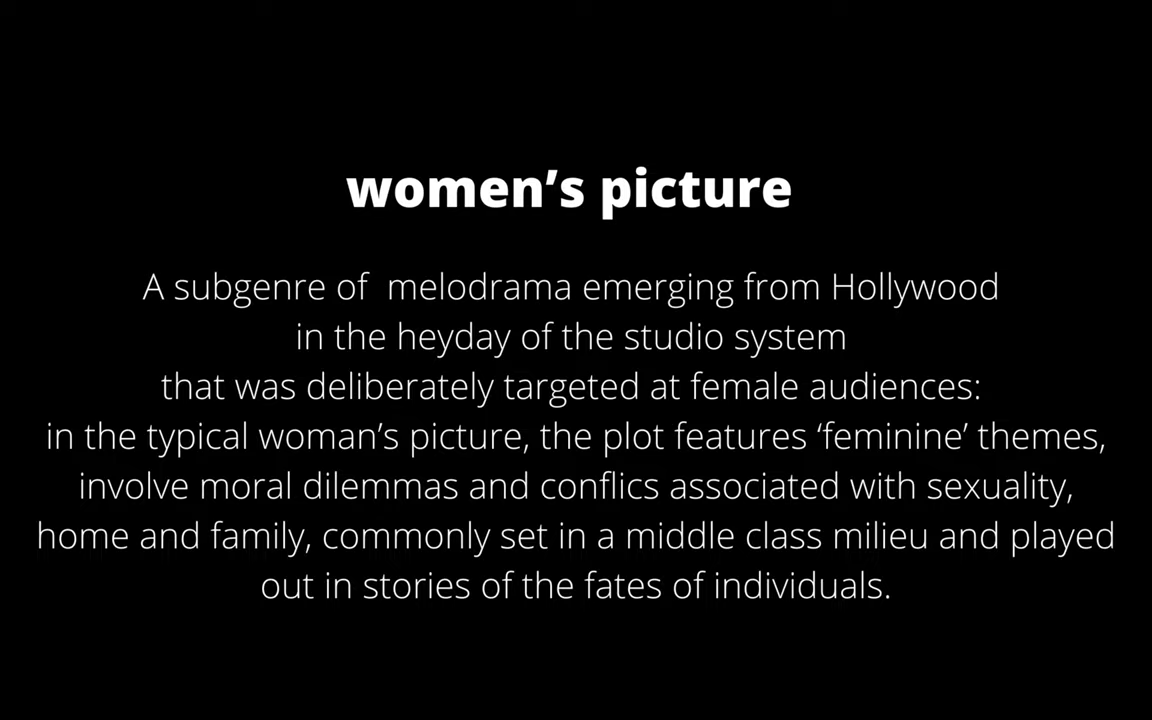 women’s picture
A subgenre of  melodrama emerging from Hollywood
in the heyday of the studio system
that was deliberately targeted at female audiences:
in the typical woman’s picture, the plot features ‘feminine’ themes,
involve moral dilemmas and conflics associated with sexuality,
home and family, commonly set in a middle class milieu and played
out in stories of the fates of individuals.